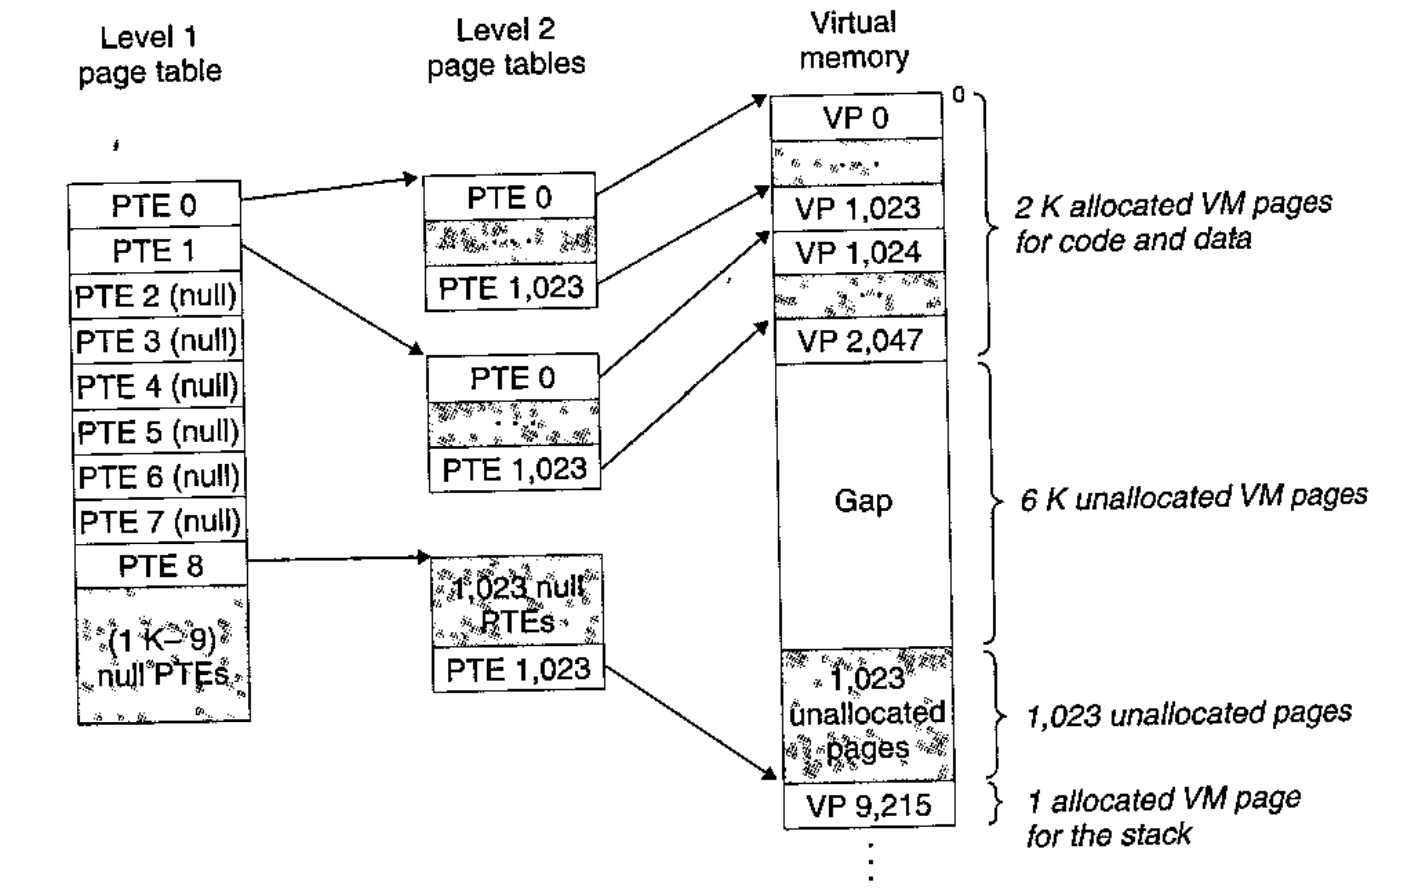 Level 1
page table
Level 2
page tables
Virtual
memory
PTE 0
PTE 1
PTE 2 (null)
PTE 3 (null)
PTE 4 (null)
PTE 5 (null)
PTE 6 (null)
PTE 7 (null)
PTE 8
(1 K– 9)
null PTEs
PTE 0
...
PTE 1,023
PTE 0
...
PTE 1,023
1,023 null
PTEs
PTE 1,023
0
VP 0
...
VP 1,023
VP 1,024
...
VP 2,047
Gap
1,023
unallocated
pages
VP 9,215
2 K allocated VM pages
for code and data
6 K unallocated VM pages
1,023 unallocated pages
1 allocated VM page
for the stack